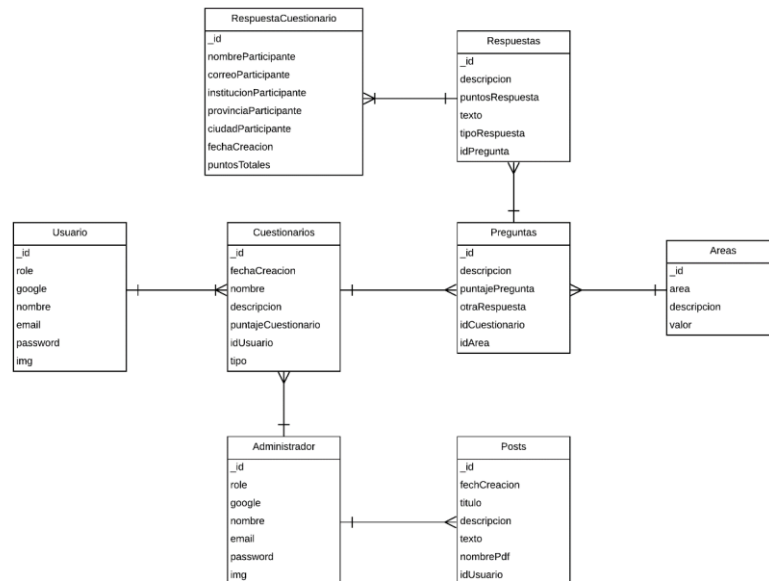 RespuestaCuestionario
_id
nombreParticipante
correoParticipante
institucionParticipante
provinciaParticipante
ciudadParticipante
fechaCreacion
puntosTotales
Respuestas
_id
descripcion
puntosRespuesta
texto
tipoRespuesta
idPregunta
Usuario
_id
role
google
nombre
email
password
img
Cuestionarios
_id
fechaCreacion
nombre
descripcion
puntajeCuestionario
idUsuario
tipo
Preguntas
_id
descripcion
puntajePregunta
otraRespuesta
idCuestionario
idArea
Areas
_id
area
descripcion
valor
Administrador
_id
role
google
nombre
email
password
img
Posts
_id
fechCreacion
titulo
descripcion
texto
nombrePdf
idUsuario